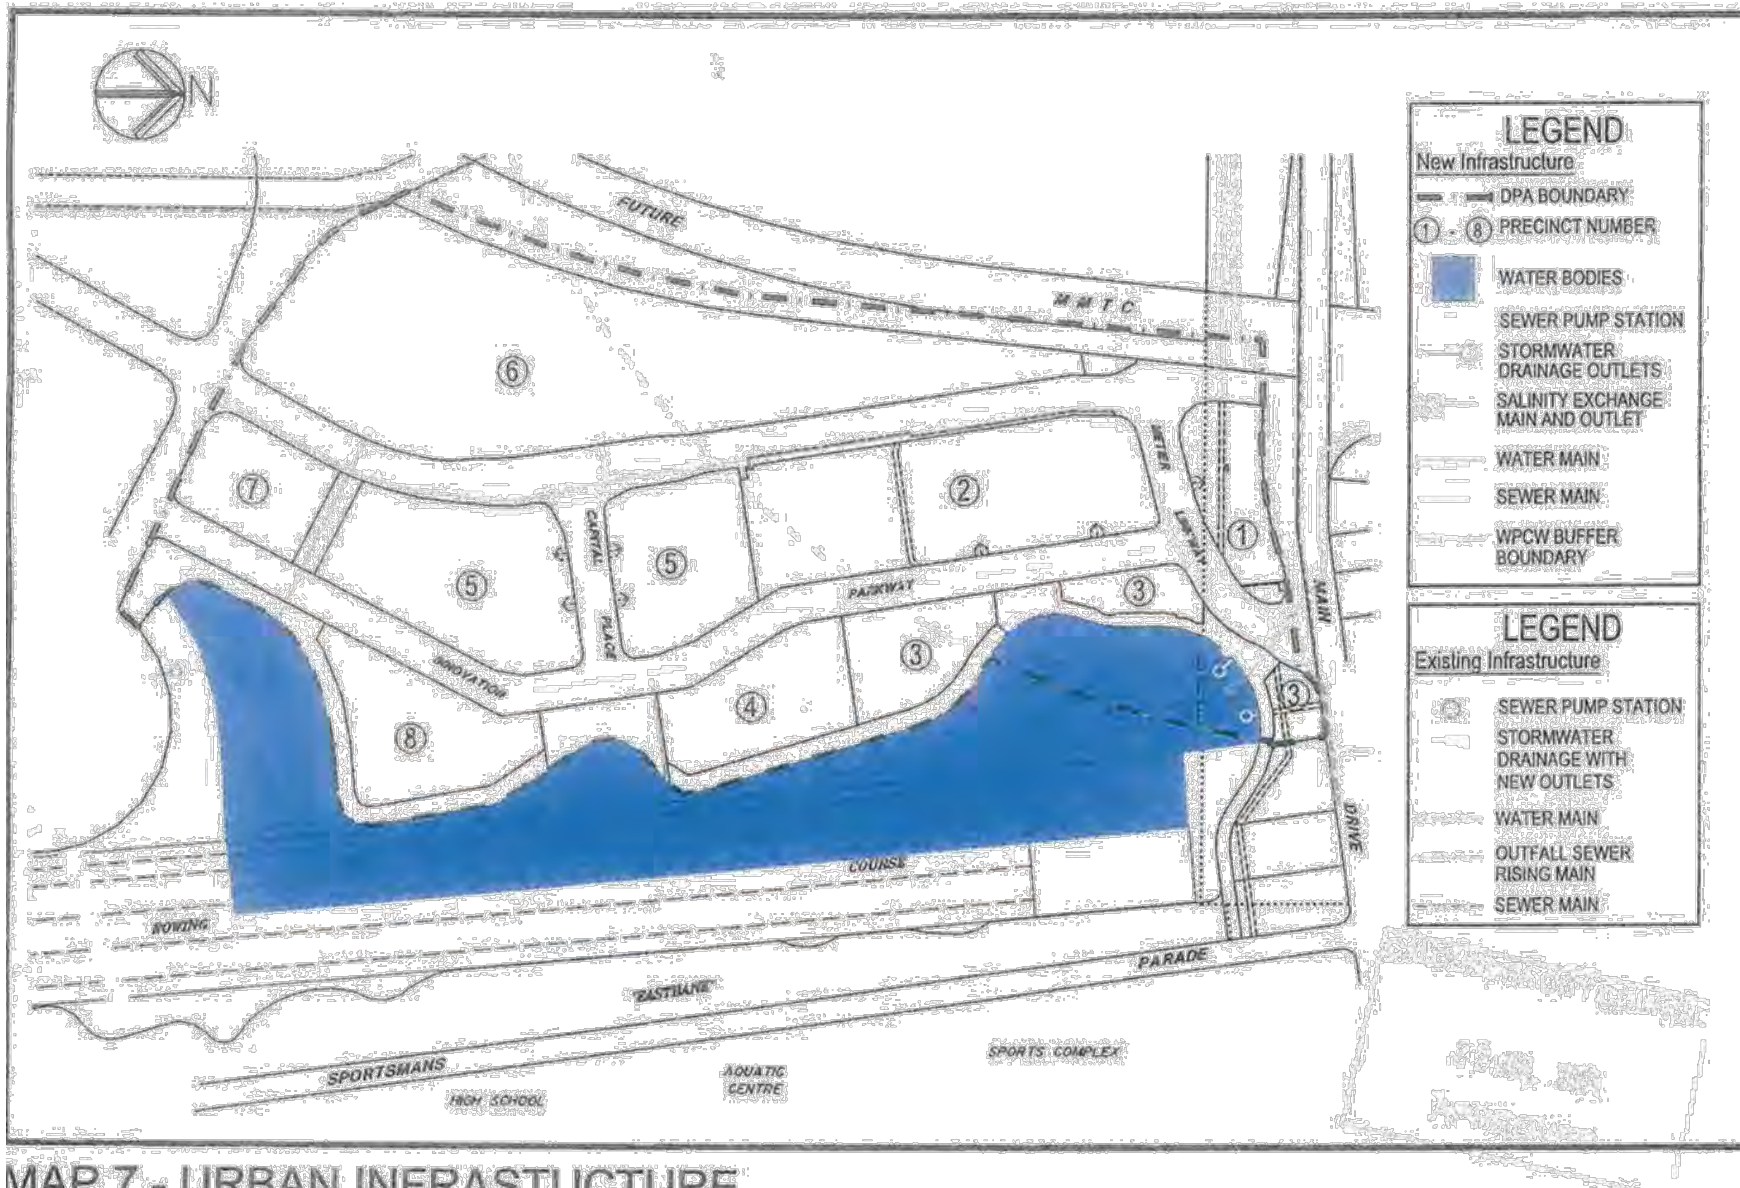 N
FUTURE
M M T C
⑥
⑦
②
CAPITAL
⑤
⑤
①
PLACE
PARKWAY
③
MAIN
INNOVATION
③
③
④
⑧
DRIVE
COURSE
ROWING
PARADE
EASTBANK
SPORTSMANS
SPORTS COMPLEX
AQUATIC
CENTRE
HIGH SCHOOL
LEGEND
New Infrastructure
DPA BOUNDARY
① - ⑧ PRECINCT NUMBER
WATER BODIES
SEWER PUMP STATION
STORMWATER
DRAINAGE OUTLETS
SALINITY EXCHANGE
MAIN AND OUTLET
WATER MAIN
SEWER MAIN
WPCW BUFFER
BOUNDARY
LEGEND
Existing Infrastructure
SEWER PUMP STATION
STORMWATER
DRAINAGE WITH
NEW OUTLETS
WATER MAIN
OUTFALL SEWER
RISING MAIN
SEWER MAIN
MAP 7 - URBAN INFRASTUCTURE